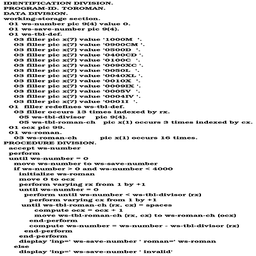 IDENTIFICATION DIVISION.
PROGRAM-ID. TOROMAN.
DATA DIVISION.
working-storage section.
01 ws-number pic 9(4) value 0.
01 ws-save-number pic 9(4).
01 ws-tbl-def.
03 filler pic x(7) value '1000M  '.
03 filler pic x(7) value '0900CM '.
03 filler pic x(7) value '0500D  '.
03 filler pic x(7) value '0400CD '.
03 filler pic x(7) value '0100C  '.
03 filler pic x(7) value '0090XC '.
03 filler pic x(7) value '0050L  '.
03 filler pic x(7) value '0040XL '.
03 filler pic x(7) value '0010X  '.
03 filler pic x(7) value '0009IX '.
03 filler pic x(7) value '0005V  '.
03 filler pic x(7) value '0004IV '.
03 filler pic x(7) value '0001I  '.
01 filler redefines ws-tbl-def.
03 filler occurs 13 times indexed by rx.
05 ws-tbl-divisor pic 9(4).
05 ws-tbl-roman-ch pic x(1) occurs 3 times indexed by cx.
01 ocx pic 99.
01 ws-roman.
03 ws-roman-ch pic x(1) occurs 16 times.
PROCEDURE DIVISION.
accept ws-number
perform
until ws-number = 0
move ws-number to ws-save-number
if ws-number > 0 and ws-number < 4000
initialize ws-roman
move 0 to ocx
perform varying rx from 1 by +1
until ws-number = 0
perform until ws-number < ws-tbl-divisor (rx)
perform varying cx from 1 by +1
until ws-tbl-roman-ch (rx, cx) = spaces
compute ocx = ocx + 1
move ws-tbl-roman-ch (rx, cx) to ws-roman-ch (ocx)
end-perform
compute ws-number = ws-number - ws-tbl-divisor (rx)
end-perform
end-perform
display 'inp=' ws-save-number ' roman=' ws-roman
else
display 'inp=' ws-save-number ' invalid'